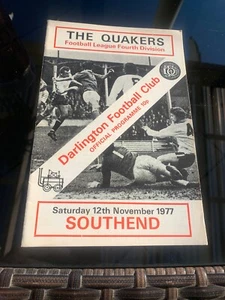 THE QUAKERS
Football League Fourth Division
Darlington Football Club
OFFICIAL PROGRAMME 10p
Saturday 12th November 1977
SOUTHEND